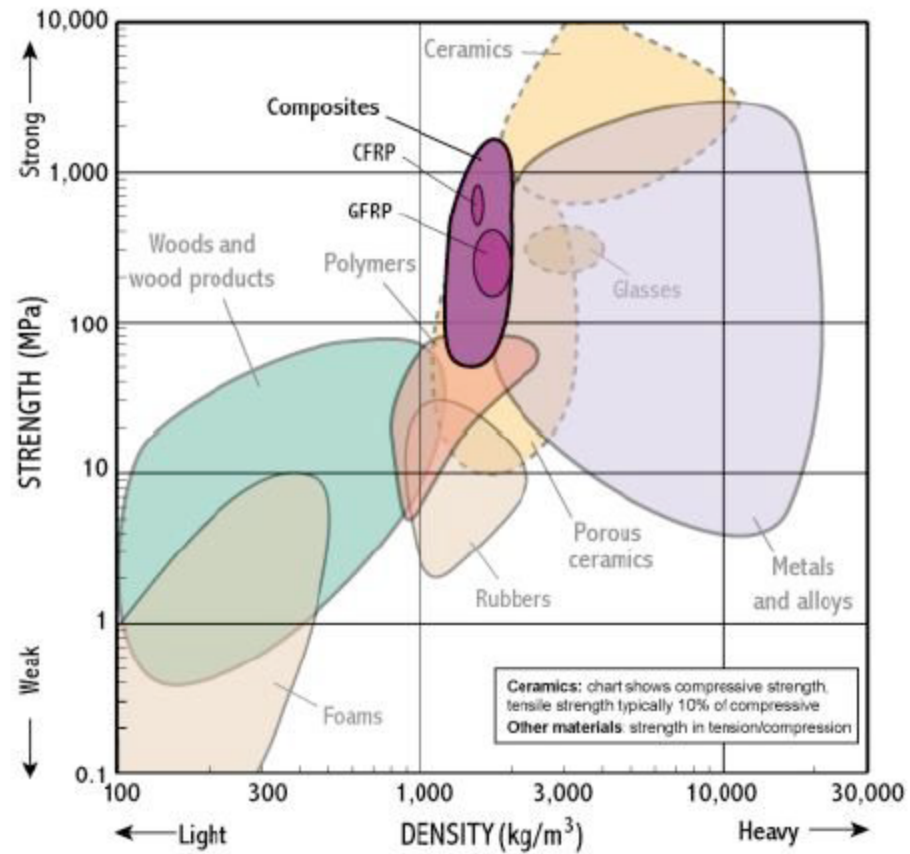 10,000
1,000
100
10
1
0.1
Strong
STRENGTH (MPa)
Weak
Ceramics
Composites
CFRP
GFRP
Woods and
wood products
Polymers
Glasses
Porous
ceramics
Rubbers
Metals
and alloys
Foams
Ceramics: chart shows compressive strength,
tensile strength typically 10% of compressive
Other materials: strength in tension/compression
100
300
1,000
3,000
10,000
30,000
Light
DENSITY (kg/m³)
Heavy